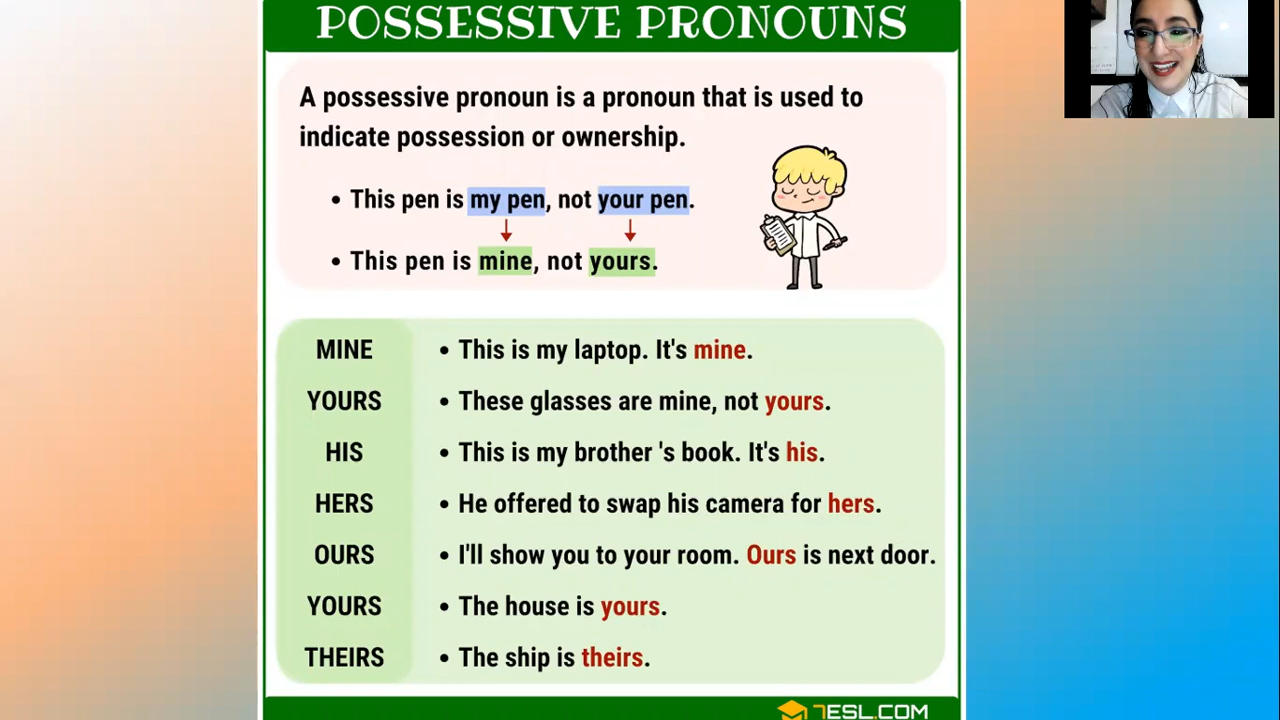 POSSESSIVE PRONOUNS
A possessive pronoun is a pronoun that is used to
indicate possession or ownership.
• This pen is my pen, not your pen.
• This pen is mine, not yours.
MINE • This is my laptop. It's mine.
YOURS • These glasses are mine, not yours.
HIS • This is my brother 's book. It's his.
HERS • He offered to swap his camera for hers.
OURS • I'll show you to your room. Ours is next door.
YOURS • The house is yours.
THEIRS • The ship is theirs.
7ESL.COM